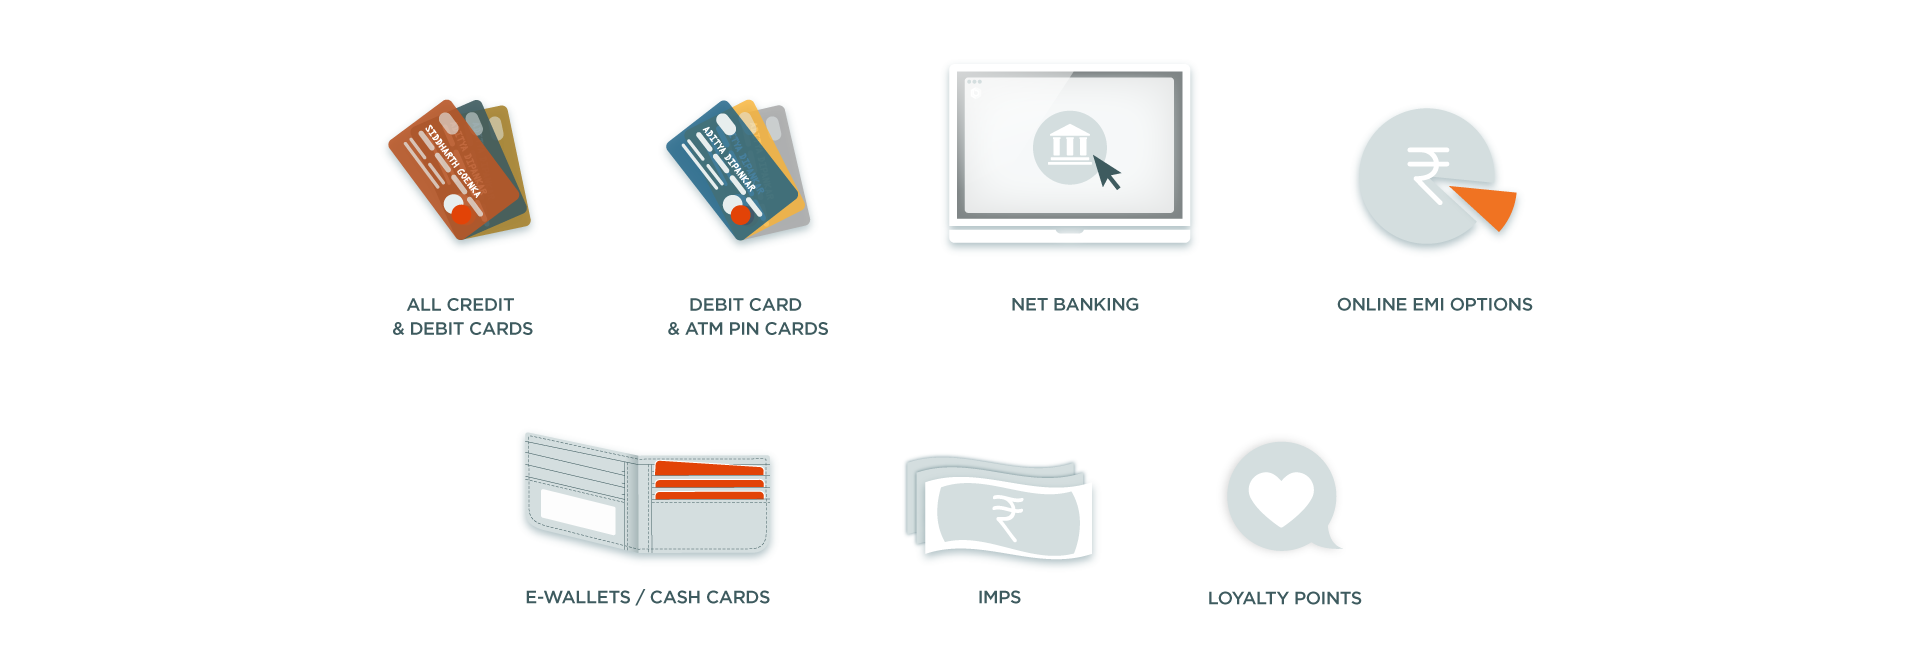 SIDDHARTH GOENKA
ADITYA DIPANKAR
ALL CREDIT
& DEBIT CARDS
DEBIT CARD
& ATM PIN CARDS
NET BANKING
ONLINE EMI OPTIONS
E-WALLETS / CASH CARDS
IMPS
LOYALTY POINTS